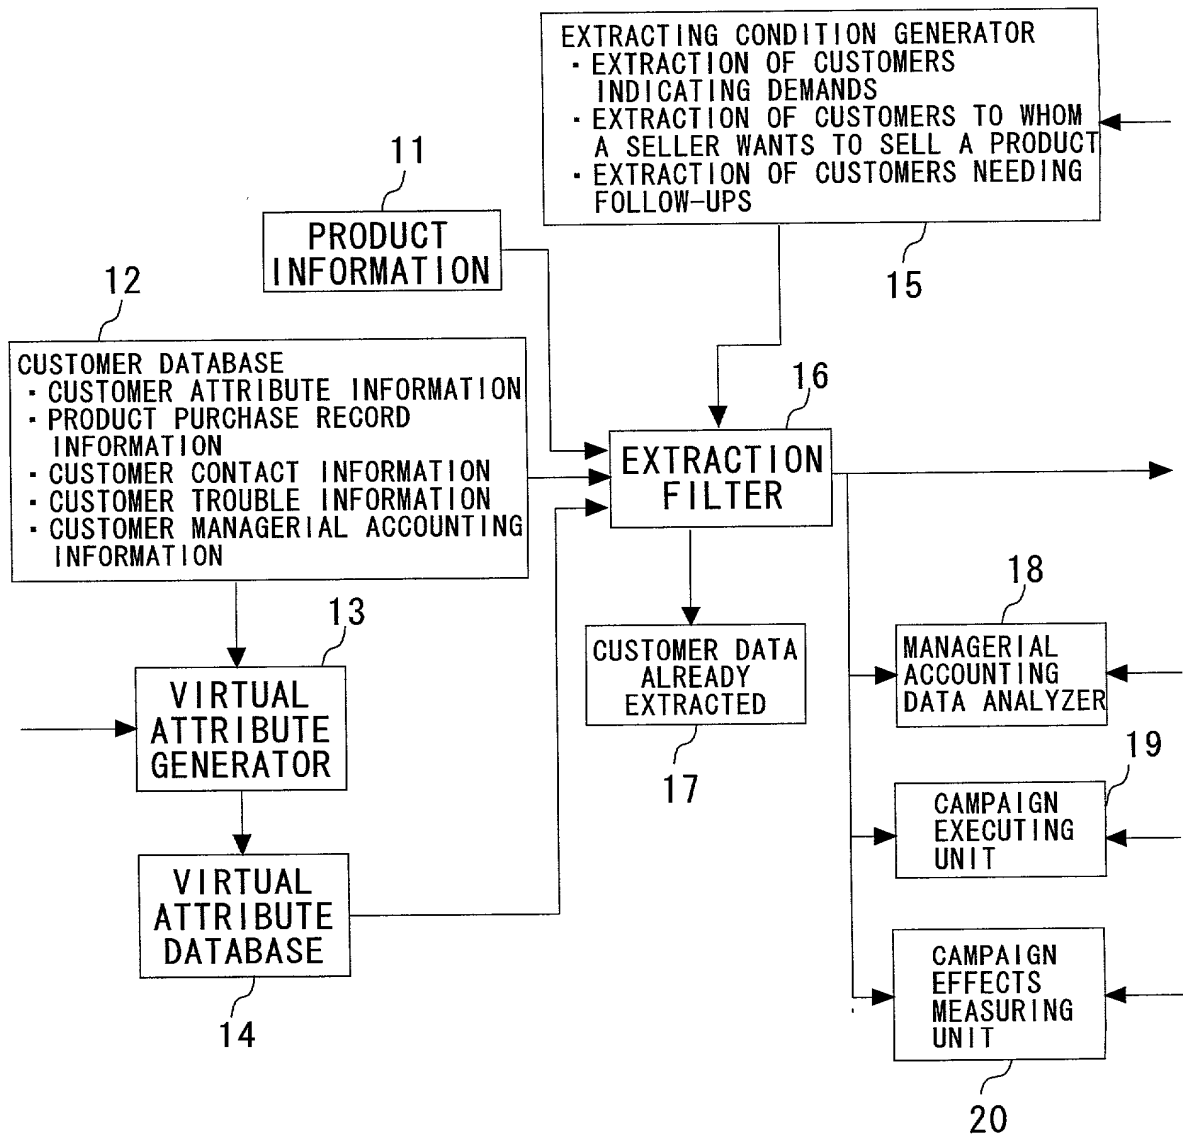 EXTRACTING CONDITION GENERATOR
・EXTRACTION OF CUSTOMERS
INDICATING DEMANDS
・EXTRACTION OF CUSTOMERS TO WHOM
A SELLER WANTS TO SELL A PRODUCT
・EXTRACTION OF CUSTOMERS NEEDING
FOLLOW-UPS
15
11
PRODUCT
INFORMATION
12
CUSTOMER DATABASE
・CUSTOMER ATTRIBUTE INFORMATION
・PRODUCT PURCHASE RECORD
INFORMATION
・CUSTOMER CONTACT INFORMATION
・CUSTOMER TROUBLE INFORMATION
・CUSTOMER MANAGERIAL ACCOUNTING
INFORMATION
16
EXTRACTION
FILTER
13
VIRTUAL
ATTRIBUTE
GENERATOR
VIRTUAL
ATTRIBUTE
DATABASE
14
CUSTOMER DATA
ALREADY
EXTRACTED
17
18
MANAGERIAL
ACCOUNTING
DATA ANALYZER
19
CAMPAIGN
EXECUTING
UNIT
CAMPAIGN
EFFECTS
MEASURING
UNIT
20